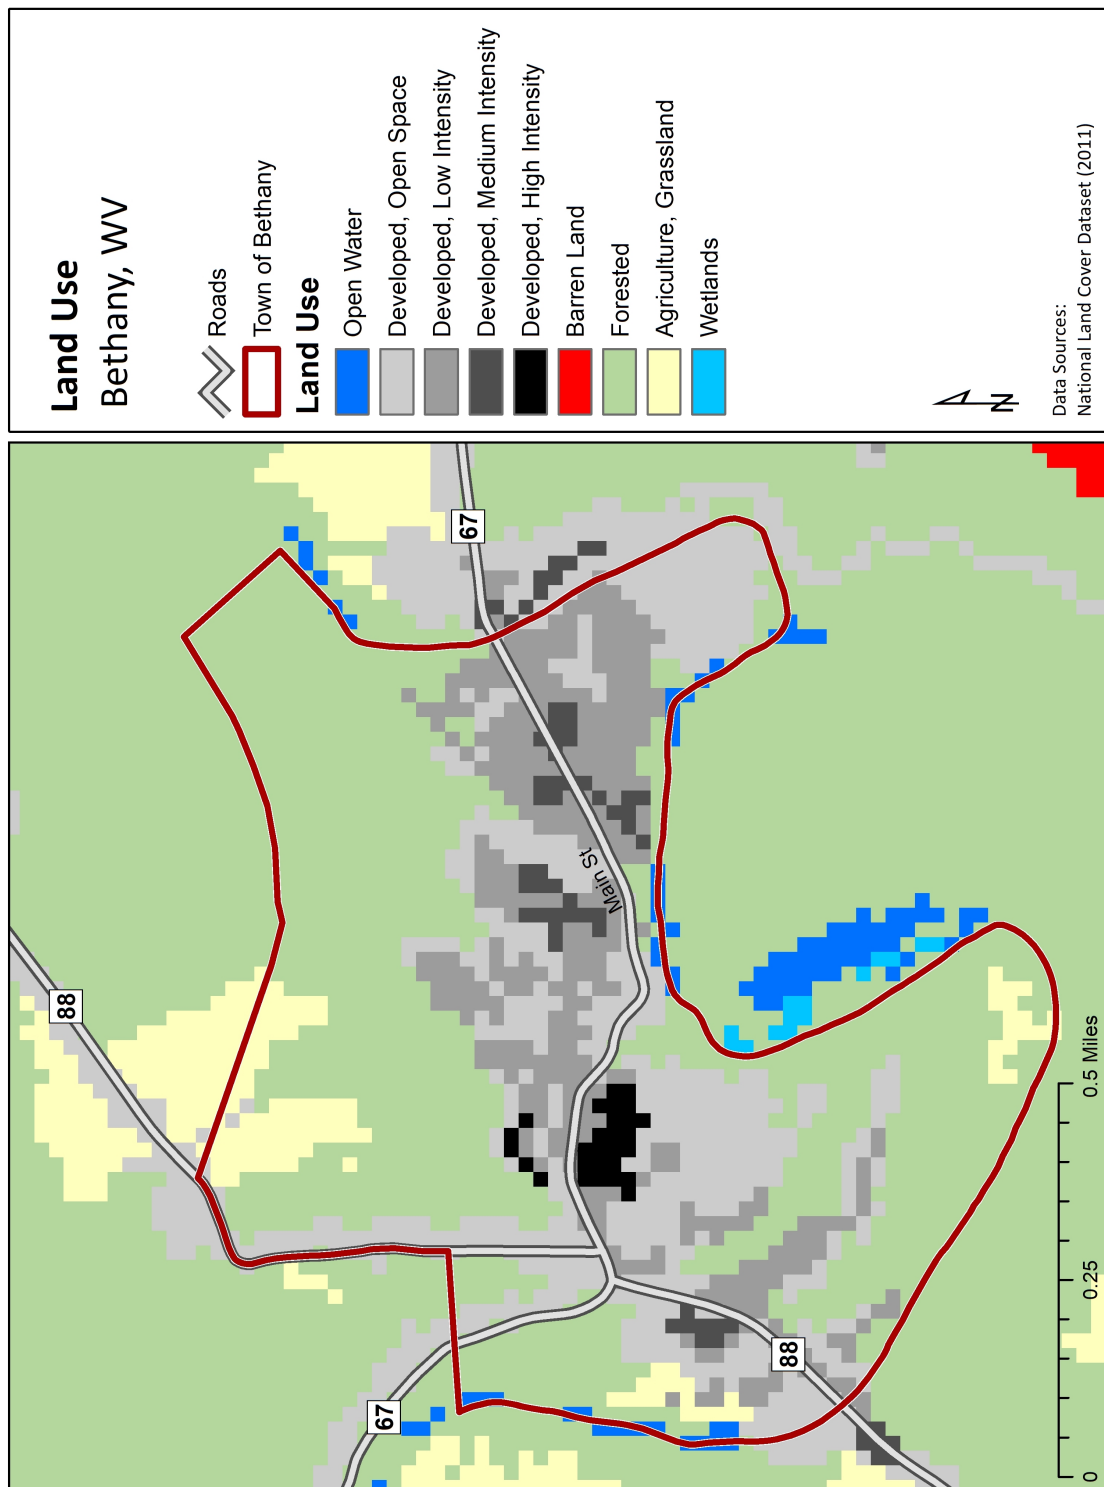 Land Use
Bethany, WV
Roads
Town of Bethany
Land Use
Open Water
Developed, Open Space
Developed, Low Intensity
Developed, Medium Intensity
Developed, High Intensity
Barren Land
Forested
Agriculture, Grassland
Wetlands
N
Data Sources:
National Land Cover Dataset (2011)
88
67
Main St
67
88
0 0.25 0.5 Miles